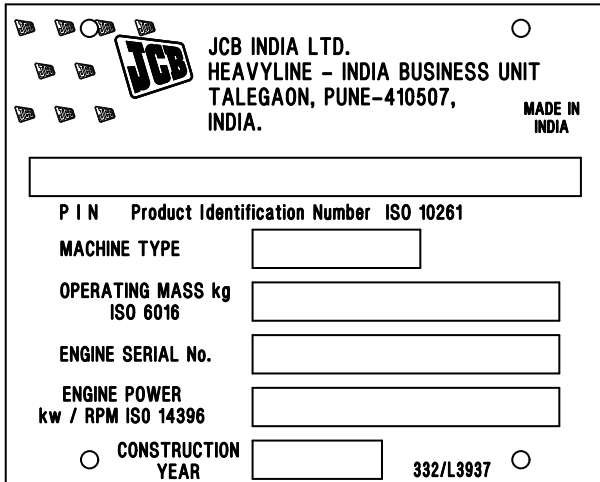 JCB
JCB INDIA LTD.
HEAVYLINE - INDIA BUSINESS UNIT
TALEGAON, PUNE-410507,
INDIA.
MADE IN
INDIA
P I N Product Identification Number ISO 10261
MACHINE TYPE
OPERATING MASS kg
ISO 6016
ENGINE SERIAL No.
ENGINE POWER
kw / RPM ISO 14396
CONSTRUCTION
YEAR
332/L3937